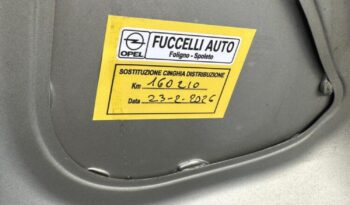 OPEL
FUCCELLI AUTO
Foligno - Spoleto
SOSTITUZIONE CINGHIA DISTRIBUZIONE
Km 160210
Data 23-2-2026